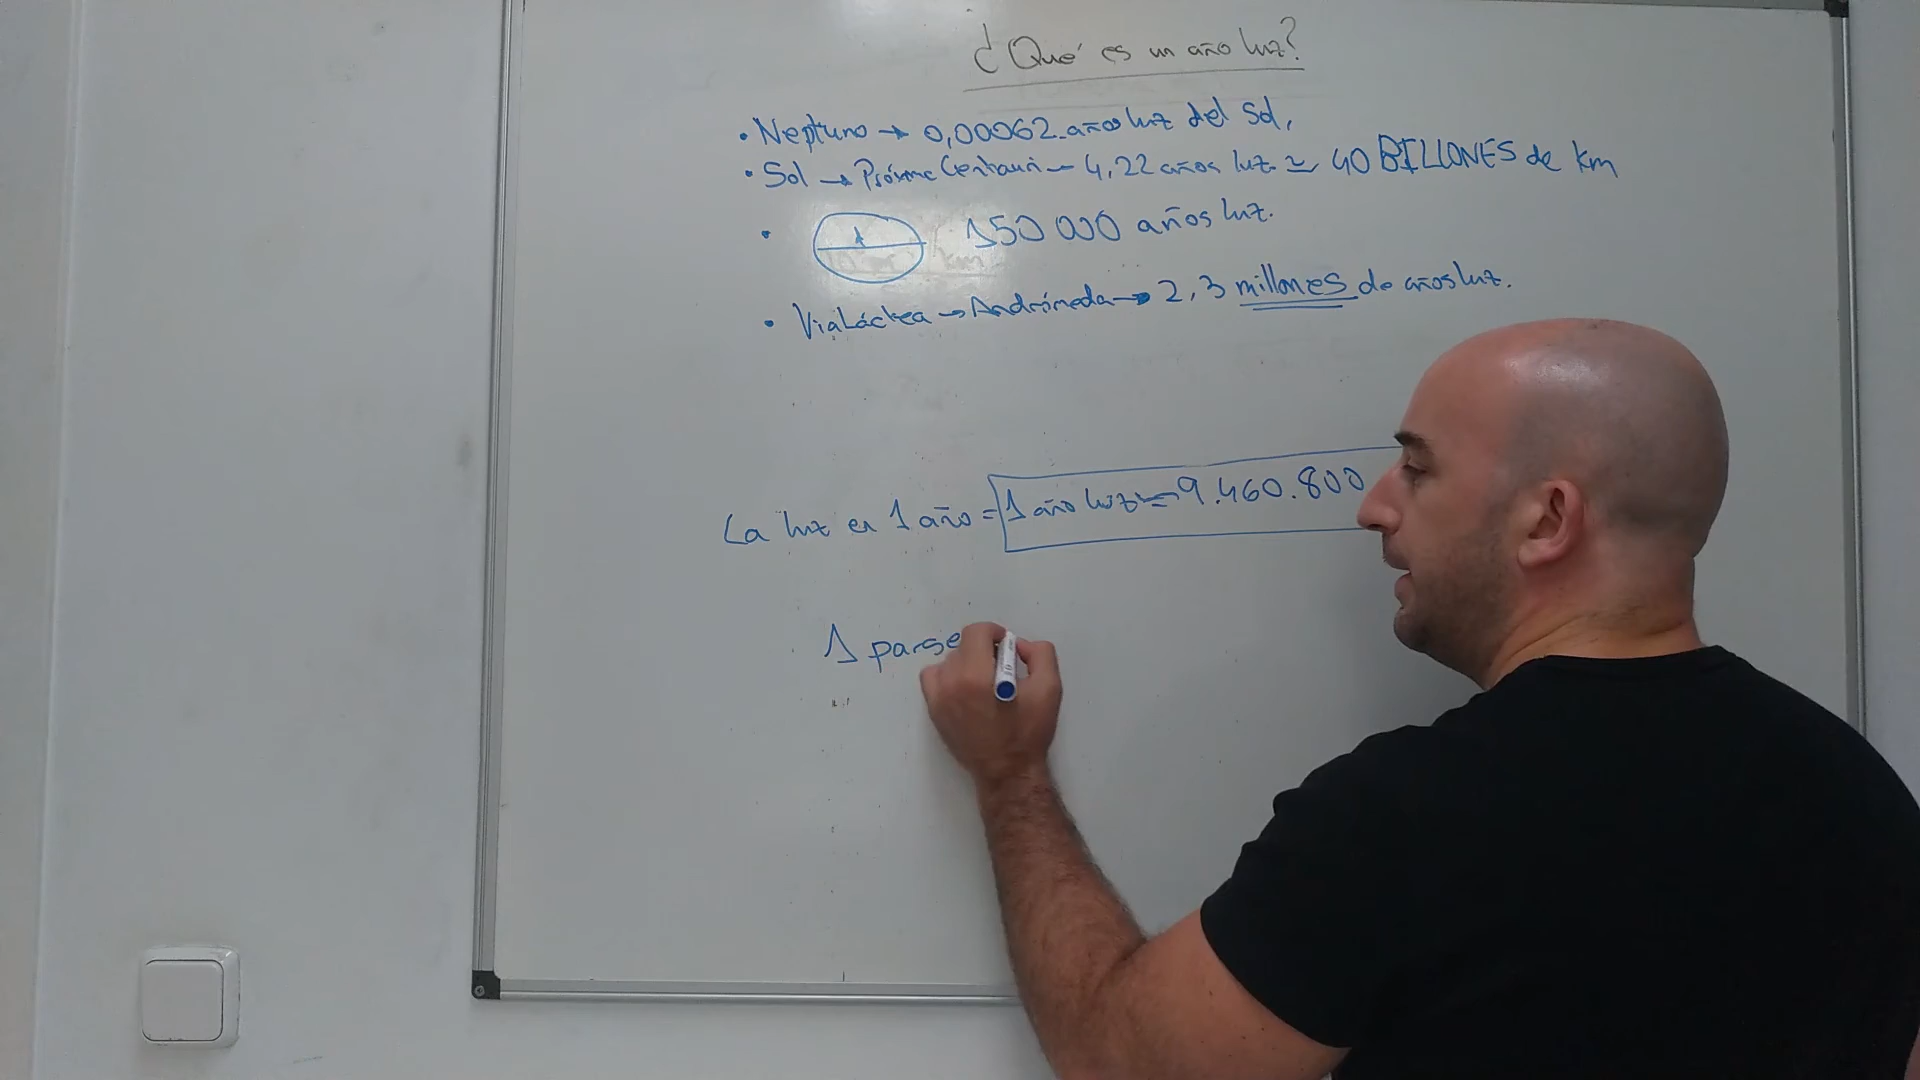 ¿Qué es un año luz?
• Neptuno → 0,00062 años luz del Sol,
• Sol → Próxima Centauri — 4,22 años luz ≃ 40 BILLONES de km
• 150 000 años luz.
• Vía Láctea → Andrómeda → 2,3 millones de años luz.
La luz en 1 año = 1 año luz = 9.460.800
1 parse